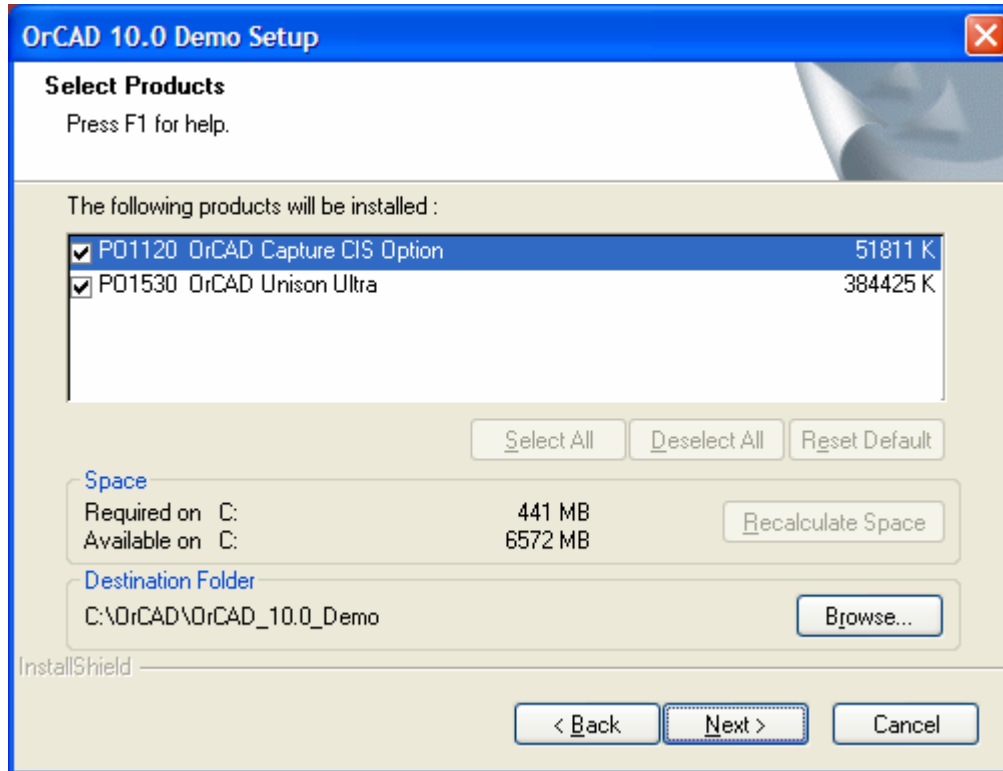 OrCAD 10.0 Demo Setup
Select Products
Press F1 for help.
The following products will be installed :
PO1120 OrCAD Capture CIS Option 51811 K
PO1530 OrCAD Unison Ultra 384425 K
Select All Deselect All Reset Default
Space
Required on C: 441 MB
Available on C: 6572 MB
Recalculate Space
Destination Folder
C:\OrCAD\OrCAD_10.0_Demo
Browse...
InstallShield
< Back Next > Cancel